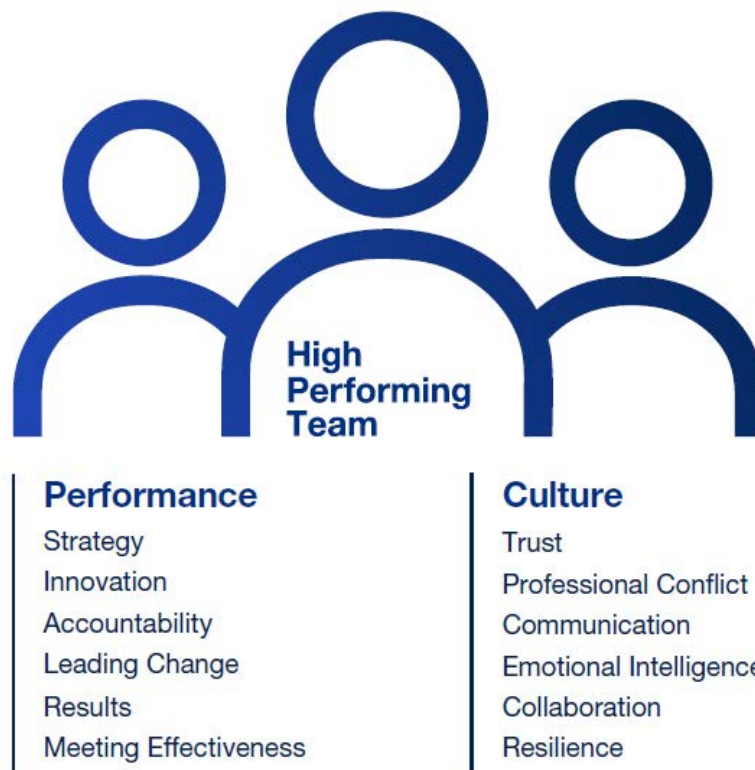 High
Performing
Team
Performance
Strategy
Innovation
Accountability
Leading Change
Results
Meeting Effectiveness
Culture
Trust
Professional Conflict
Communication
Emotional Intelligence
Collaboration
Resilience